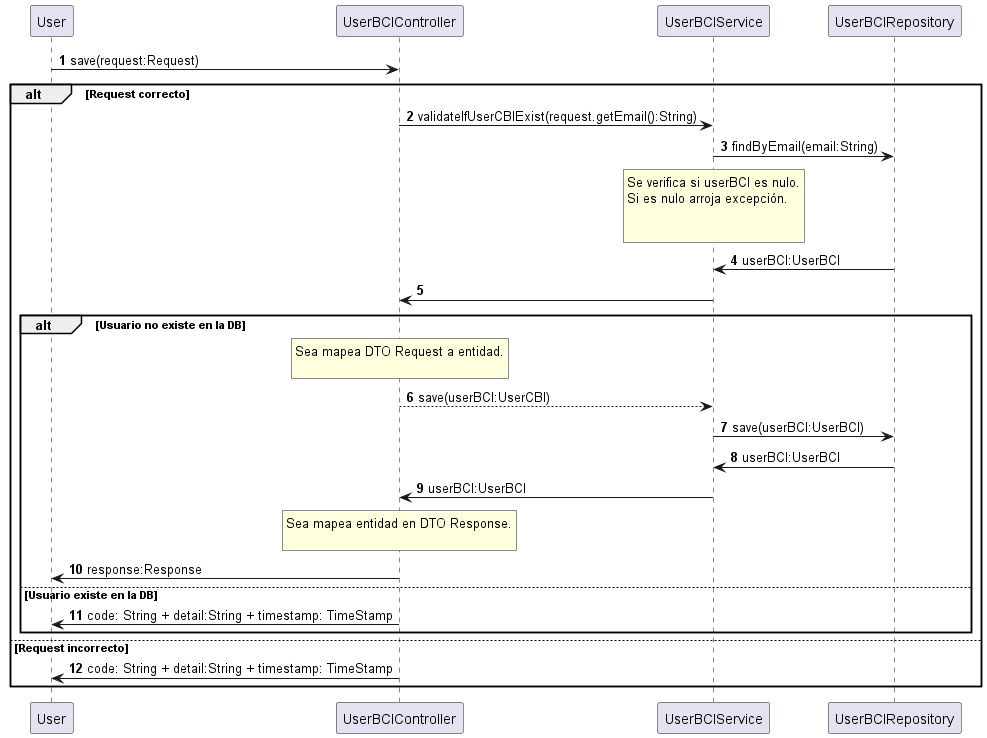 User UserBCIController UserBCIService UserBCIRepository
1 save(request:Request)
alt [Request correcto]
2 validateIfUserCBIExist(request.getEmail():String)
3 findByEmail(email:String)
Se verifica si userBCI es nulo.
Si es nulo arroja excepción.
4 userBCI:UserBCI
5
alt [Usuario no existe en la DB]
Sea mapea DTO Request a entidad.
6 save(userBCI:UserCBI)
7 save(userBCI:UserBCI)
8 userBCI:UserBCI
9 userBCI:UserBCI
Sea mapea entidad en DTO Response.
10 response:Response
[Usuario existe en la DB]
11 code: String + detail:String + timestamp: TimeStamp
[Request incorrecto]
12 code: String + detail:String + timestamp: TimeStamp
User UserBCIController UserBCIService UserBCIRepository